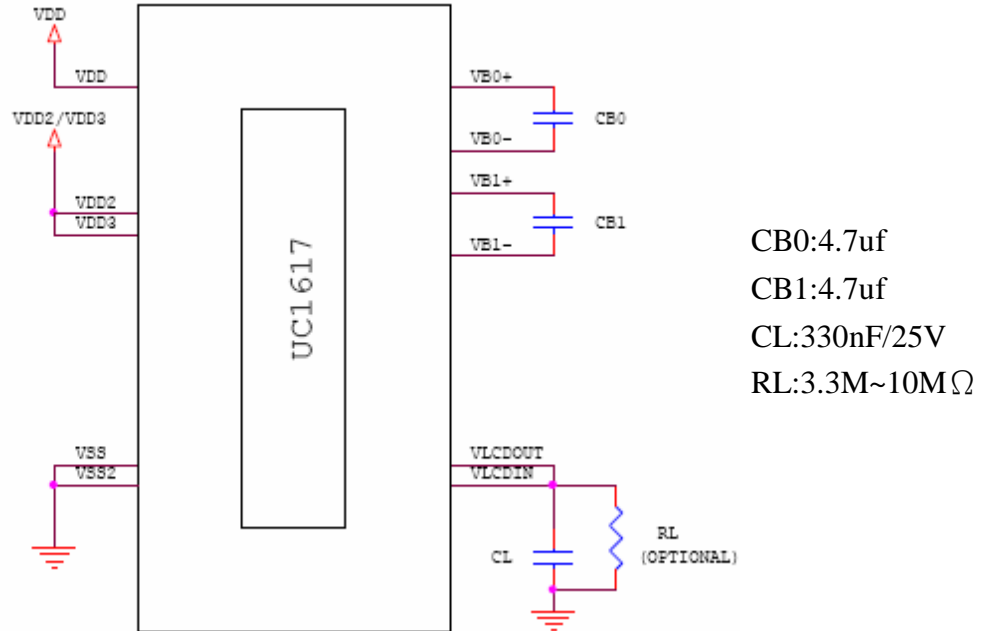 VDD
VDD
VDD2/VDD3
VDD2
VDD3
VSS
VSS2
UC1617
VB0+
CB0
VB0-
VB1+
CB1
VB1-
VLCDOUT
VLCDIN
CL
RL
(OPTIONAL)
CB0:4.7uf
CB1:4.7uf
CL:330nF/25V
RL:3.3M~10MΩ